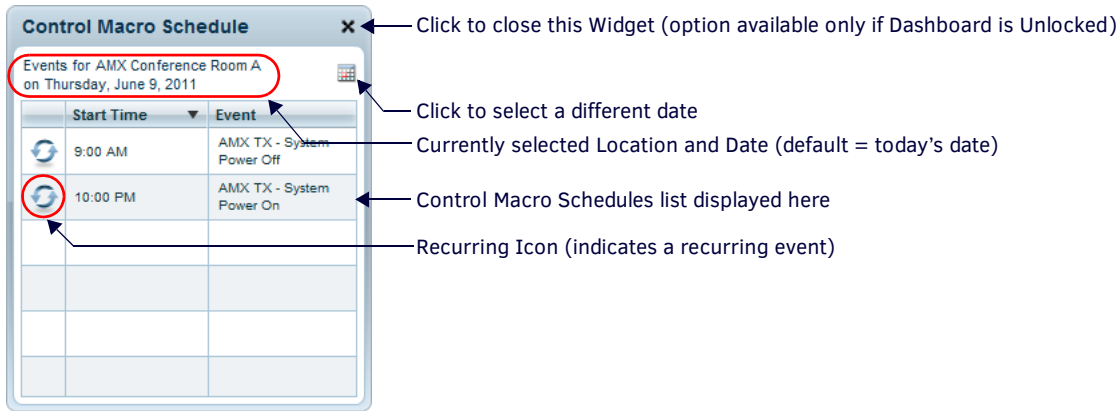 Control Macro Schedule
Click to close this Widget (option available only if Dashboard is Unlocked)
Events for AMX Conference Room A
on Thursday, June 9, 2011
Click to select a different date
Start Time Event
Currently selected Location and Date (default = today's date)
9:00 AM AMX TX - System
Power Off
10:00 PM AMX TX - System
Power On
Control Macro Schedules list displayed here
Recurring Icon (indicates a recurring event)